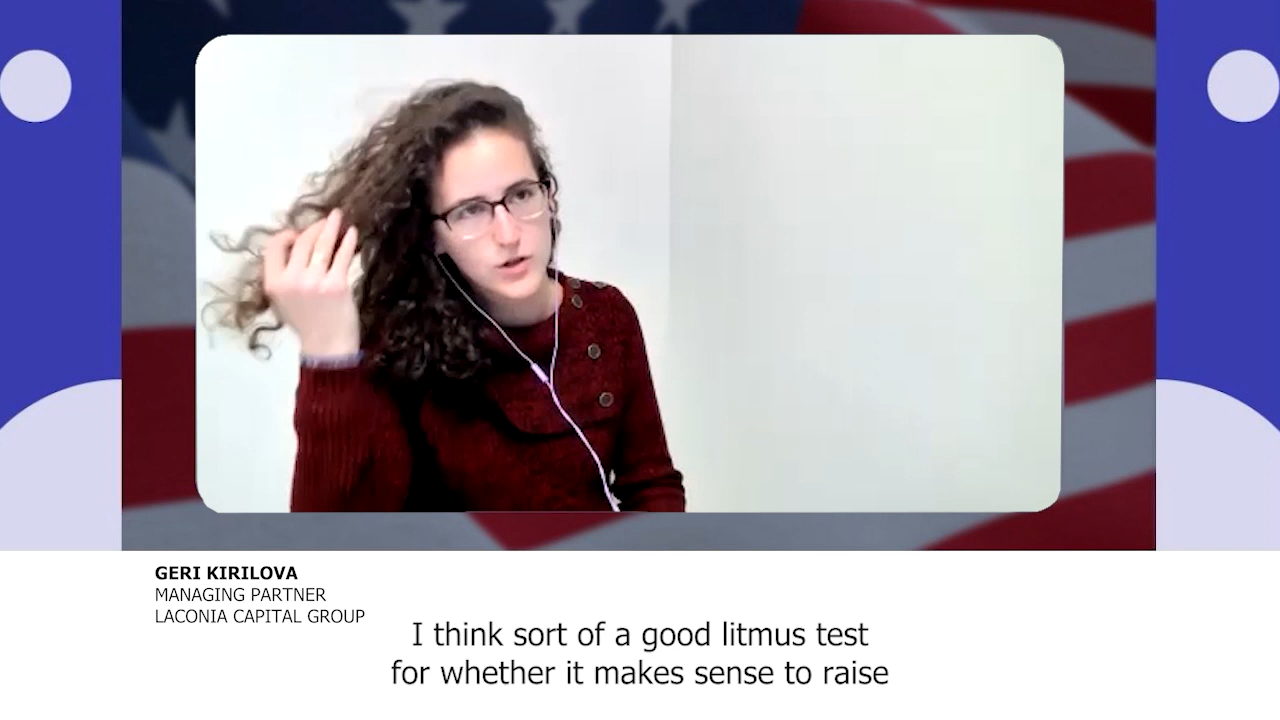 GERI KIRILOVA
MANAGING PARTNER
LACONIA CAPITAL GROUP
I think sort of a good litmus test
for whether it makes sense to raise